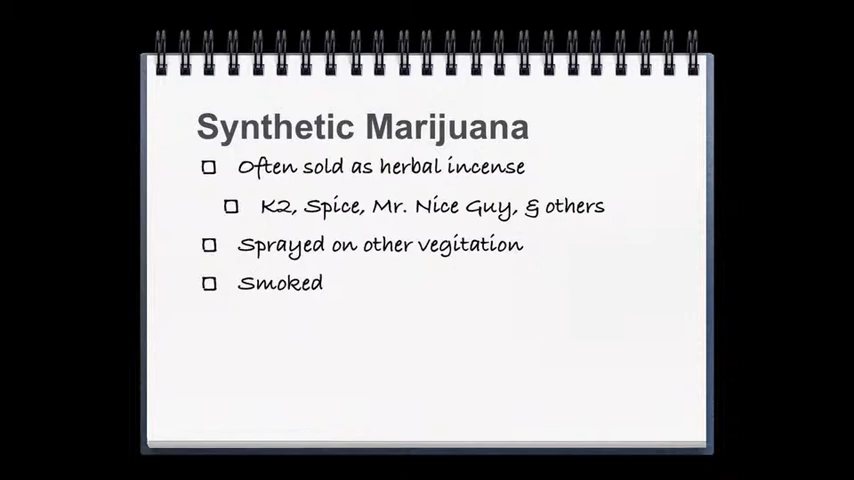 Synthetic Marijuana
Often sold as herbal incense
K2, Spice, Mr. Nice Guy, & others
Sprayed on other vegitation
Smoked